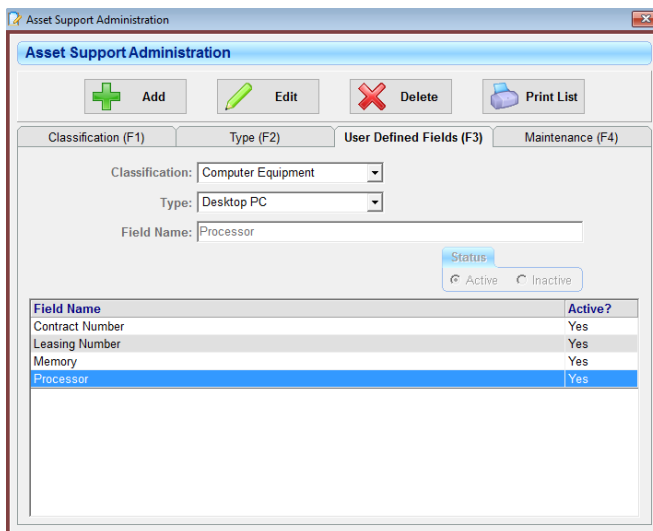 Asset Support Administration
Asset Support Administration
Add Edit Delete Print List
Classification (F1) Type (F2) User Defined Fields (F3) Maintenance (F4)
Classification: Computer Equipment
Type: Desktop PC
Field Name: Processor
Status
Active Inactive
Field Name Active?
Contract Number Yes
Leasing Number Yes
Memory Yes
Processor Yes